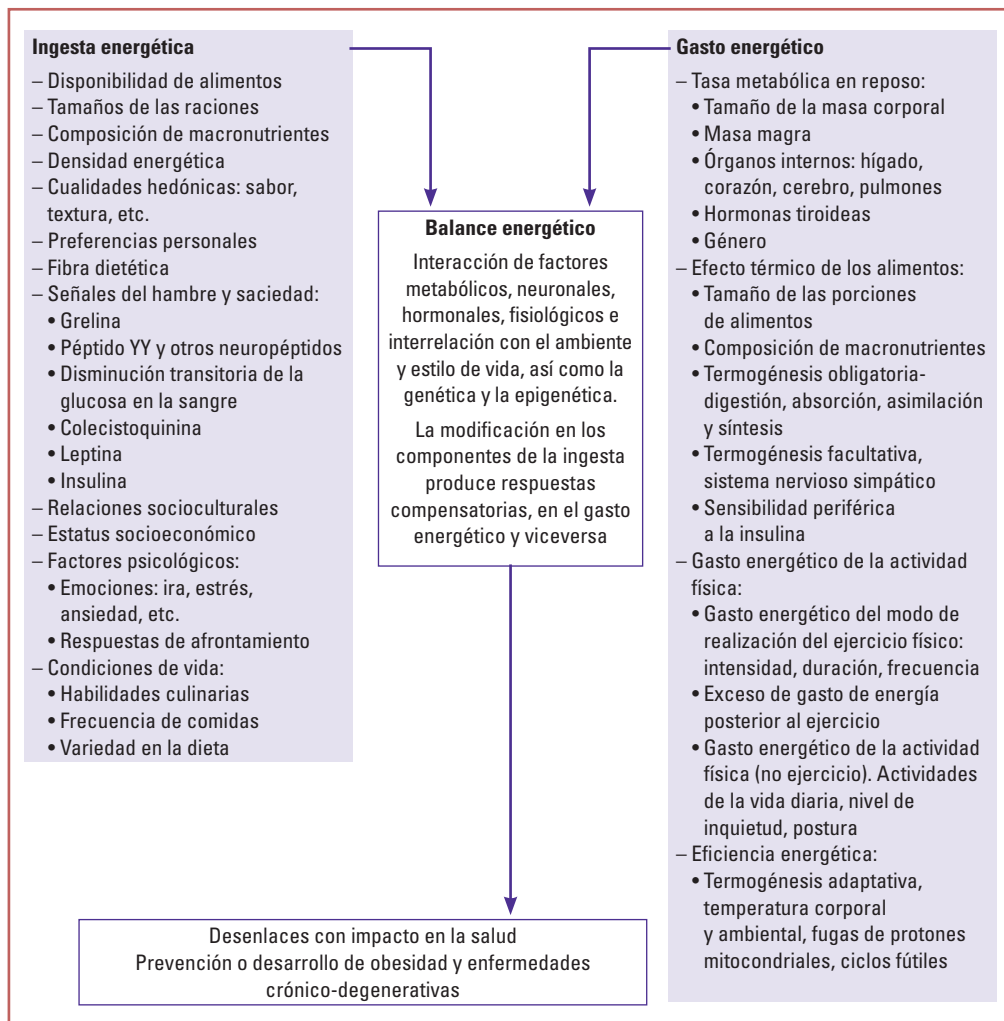 Ingesta energética
– Disponibilidad de alimentos
– Tamaños de las raciones
– Composición de macronutrientes
– Densidad energética
– Cualidades hedónicas: sabor,
textura, etc.
– Preferencias personales
– Fibra dietética
– Señales del hambre y saciedad:
• Grelina
• Péptido YY y otros neuropéptidos
• Disminución transitoria de la
glucosa en la sangre
• Colecistoquinina
• Leptina
• Insulina
– Relaciones socioculturales
– Estatus socioeconómico
– Factores psicológicos:
• Emociones: ira, estrés,
ansiedad, etc.
• Respuestas de afrontamiento
– Condiciones de vida:
• Habilidades culinarias
• Frecuencia de comidas
• Variedad en la dieta
Balance energético
Interacción de factores
metabólicos, neuronales,
hormonales, fisiológicos e
interrelación con el ambiente
y estilo de vida, así como la
genética y la epigenética.
La modificación en los
componentes de la ingesta
produce respuestas
compensatorias, en el gasto
energético y viceversa
Gasto energético
– Tasa metabólica en reposo:
• Tamaño de la masa corporal
• Masa magra
• Órganos internos: hígado,
corazón, cerebro, pulmones
• Hormonas tiroideas
• Género
– Efecto térmico de los alimentos:
• Tamaño de las porciones
de alimentos
• Composición de macronutrientes
• Termogénesis obligatoria-
digestión, absorción, asimilación
y síntesis
• Termogénesis facultativa,
sistema nervioso simpático
• Sensibilidad periférica
a la insulina
– Gasto energético de la actividad
física:
• Gasto energético del modo de
realización del ejercicio físico:
intensidad, duración, frecuencia
• Exceso de gasto de energía
posterior al ejercicio
• Gasto energético de la actividad
física (no ejercicio). Actividades
de la vida diaria, nivel de
inquietud, postura
– Eficiencia energética:
• Termogénesis adaptativa,
temperatura corporal
y ambiental, fugas de protones
mitocondriales, ciclos fútiles
Desenlaces con impacto en la salud
Prevención o desarrollo de obesidad y enfermedades
crónico-degenerativas